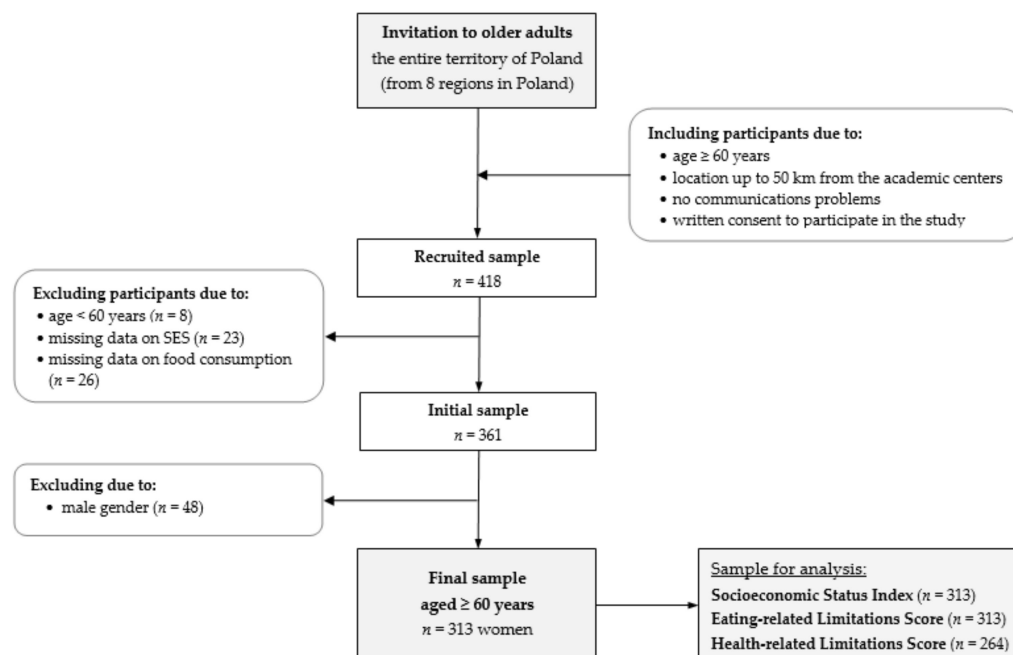 Invitation to older adults
the entire territory of Poland
(from 8 regions in Poland)
Including participants due to:
• age ≥ 60 years
• location up to 50 km from the academic centers
• no communications problems
• written consent to participate in the study
Recruited sample
n = 418
Excluding participants due to:
• age < 60 years (n = 8)
• missing data on SES (n = 23)
• missing data on food consumption
(n = 26)
Initial sample
n = 361
Excluding due to:
• male gender (n = 48)
Final sample
aged ≥ 60 years
n = 313 women
Sample for analysis:
Socioeconomic Status Index (n = 313)
Eating-related Limitations Score (n = 313)
Health-related Limitations Score (n = 264)